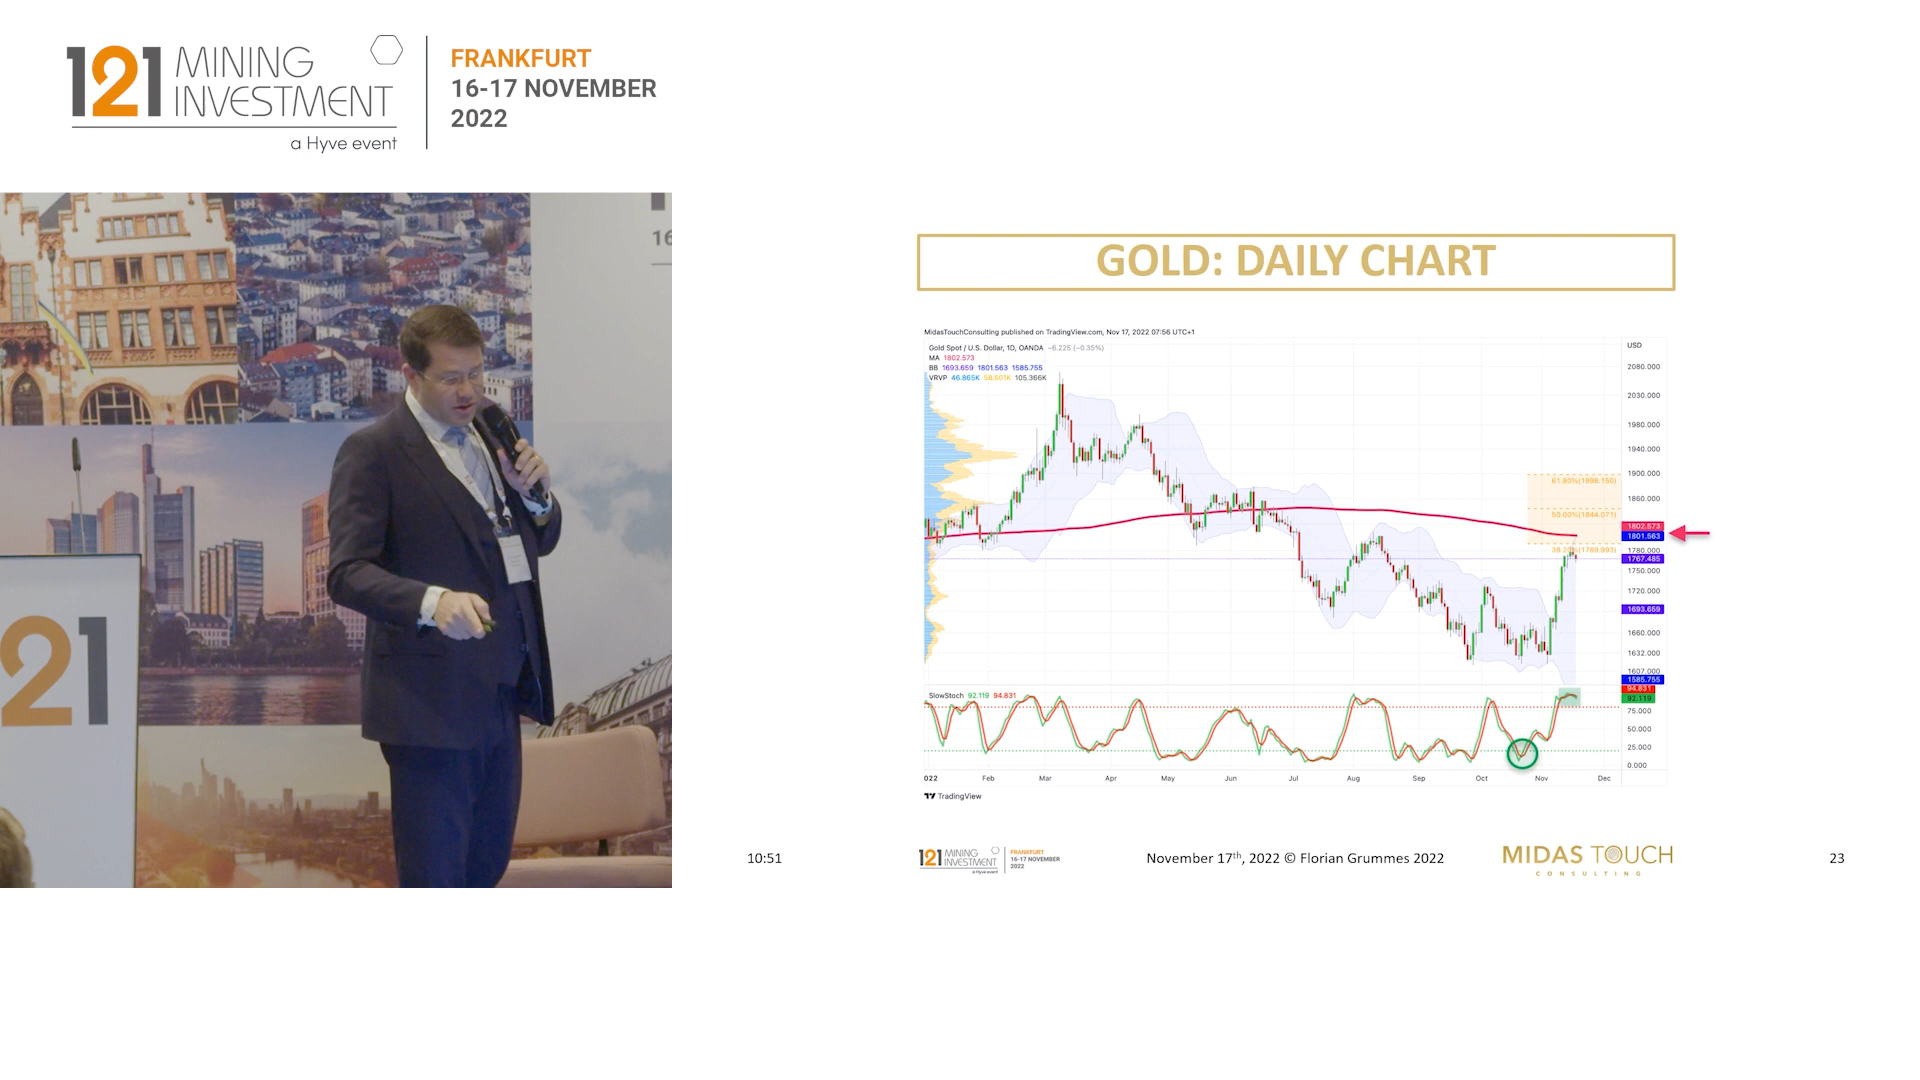 121 MINING
INVESTMENT
a Hyve event
FRANKFURT
16-17 NOVEMBER
2022
16
21
GOLD: DAILY CHART
MidasTouchConsulting published on TradingView.com, Nov 17, 2022 07:56 UTC+1
Gold Spot / U.S. Dollar, 1D, OANDA −6.225 (−0.35%)
MA 1802.573
BB 1693.659 1801.563 1585.755
VRVP 46.865K 58.501K 105.366K
USD
2080.000
2030.000
1980.000
1940.000
1900.000
61.80%(1898.150)
1860.000
50.00%(1844.071)
1802.573
1801.563
38.20%(1789.993)
1780.000
1767.485
1750.000
1720.000
1693.659
1660.000
1632.000
1607.000
1585.755
SlowStoch 92.119 94.831
94.831
92.119
75.000
50.000
25.000
0.000
022 Feb Mar Apr May Jun Jul Aug Sep Oct Nov Dec
TradingView
10:51
121 MINING
INVESTMENT
a Hyve event
FRANKFURT
16-17 NOVEMBER
2022
November 17th, 2022 © Florian Grummes 2022
MIDAS TOUCH
CONSULTING
23